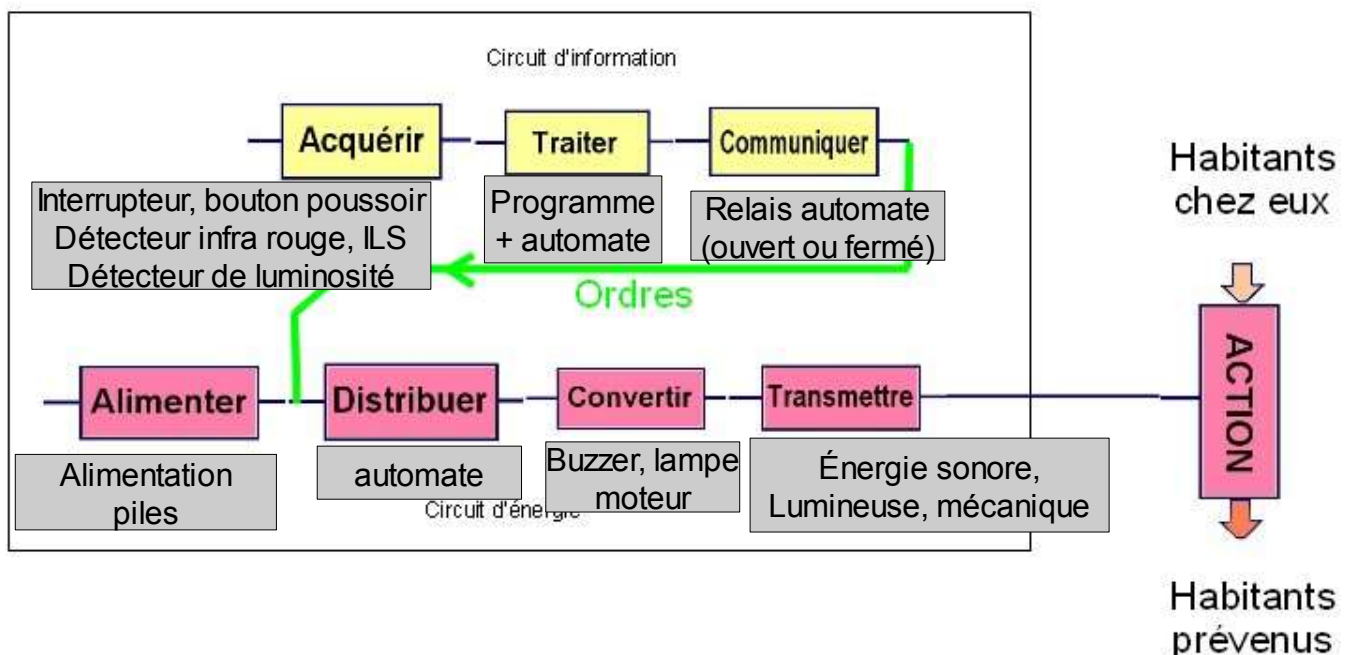 Circuit d'information
Acquérir
Traiter
Communiquer
Interrupteur, bouton poussoir
Détecteur infra rouge, ILS
Détecteur de luminosité
Programme
+ automate
Relais automate
(ouvert ou fermé)
Ordres
Habitants
chez eux
ACTION
Alimenter
Distribuer
Convertir
Transmettre
Alimentation
piles
automate
Buzzer, lampe
moteur
Énergie sonore,
Lumineuse, mécanique
Circuit d'énergie
Habitants
prévenus